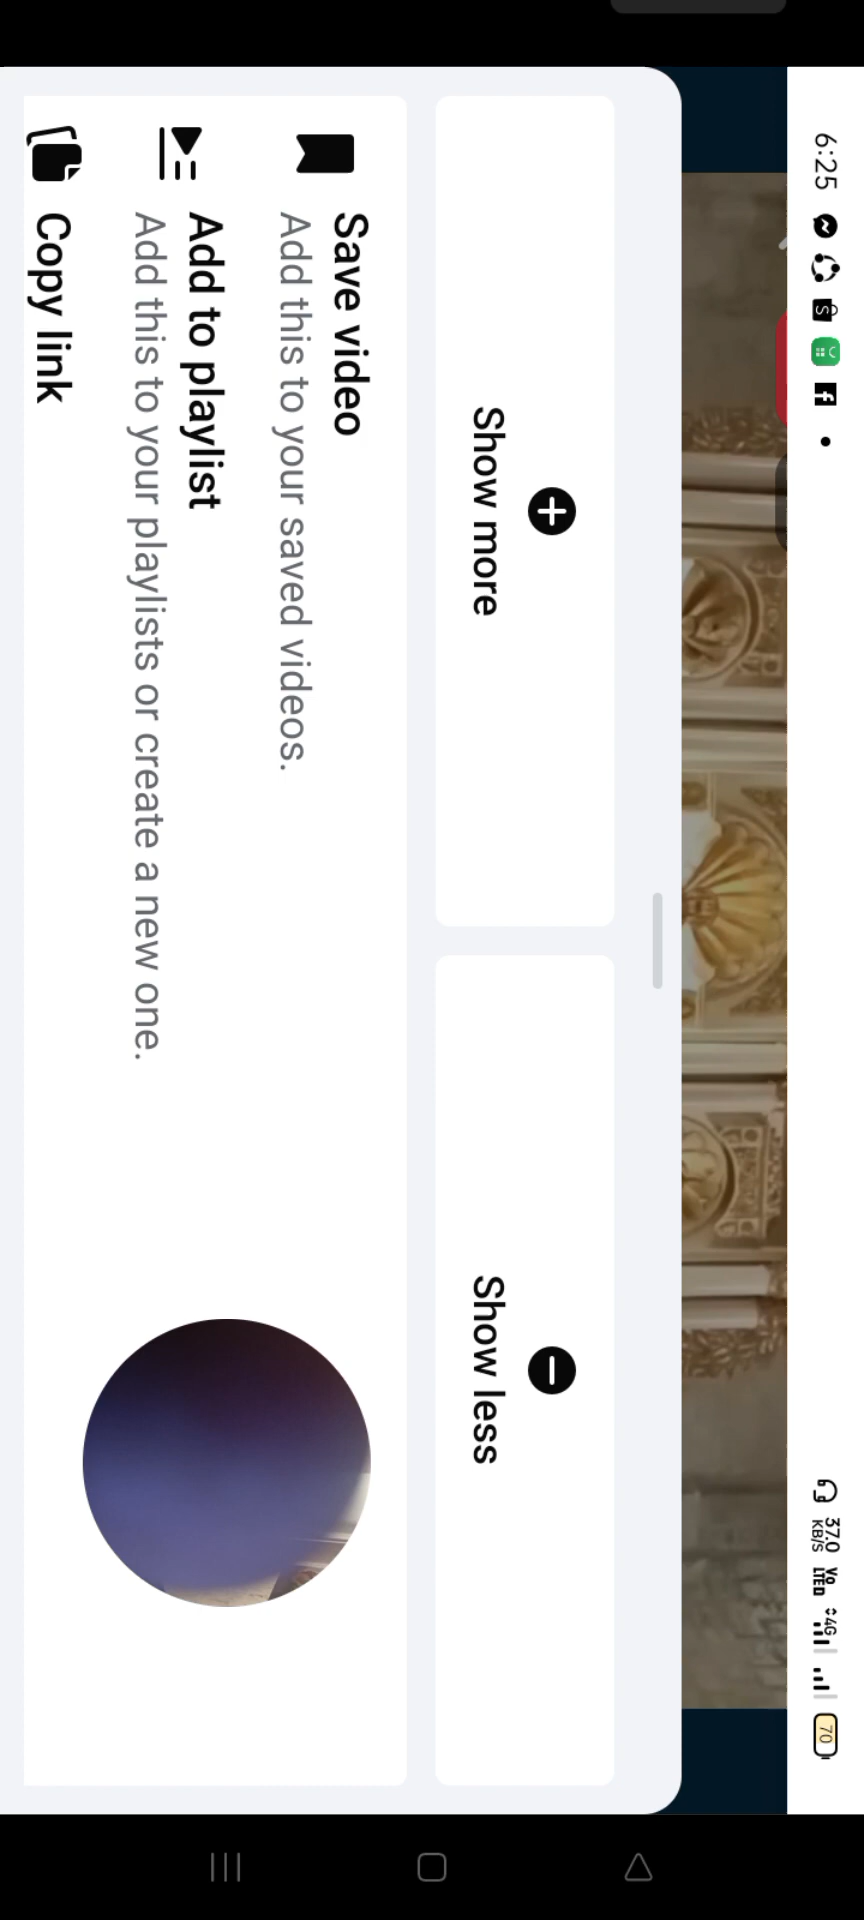 6:25
37.0
KB/S
Vo
LTED
4G
70
Show more
Show less
Save video
Add this to your saved videos.
Add to playlist
Add this to your playlists or create a new one.
Copy link